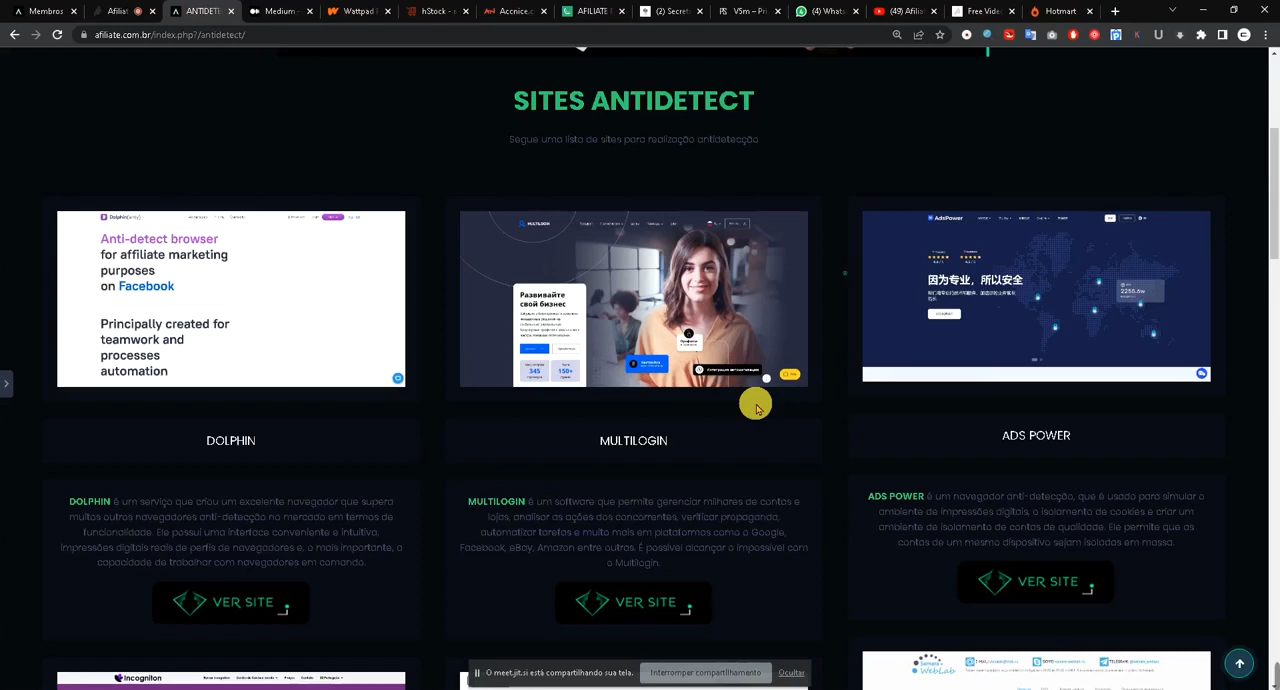 Membros
Afiliat
ANTIDETE
Medium -
Wattpad
hStock -
Accnice.c
AFILIATE
(2) Secret
V5m – Pr
(4) Whats
(49) Afilia
Free Vide
Hotmart
afiliate.com.br/index.php?antidetect/
SITES ANTIDETECT
Segue uma lista de sites para realização antidetecção
Dolphin{anty}
Anti-detect browser
for affiliate marketing
purposes
on Facebook
Principally created for
teamwork and
processes
automation
MULTILOGIN
Развивайте
свой бизнес
345
150+
AdsPower
因为专业，所以安全
DOLPHIN
MULTILOGIN
ADS POWER
DOLPHIN é um serviço que criou um excelente navegador que supera
muitos outros navegadores anti-detecção no mercado em termos de
funcionalidade. Ele possui uma interface conveniente e intuitiva,
impressões digitais reais de perfis de navegadores e, o mais importante, a
capacidade de trabalhar com navegadores em comando.
VER SITE
MULTILOGIN é um software que permite gerenciar milhares de contas e
lojas, analisar as ações dos concorrentes, verificar propaganda,
automatizar tarefas e muito mais em plataformas como o Google,
Facebook, eBay, Amazon entre outras. É possível alcançar o impossível com
o Multilogin.
VER SITE
ADS POWER é um navegador anti-detecção, que é usado para simular o
ambiente de impressões digitais, o isolamento de cookies e criar um
ambiente de isolamento de contas de qualidade. Ele permite que as
contas de um mesmo dispositivo sejam isoladas em massa.
VER SITE
Incogniton
WebLab
O meet.jit.si está compartilhando sua tela.
Interromper compartilhamento
Ocultar